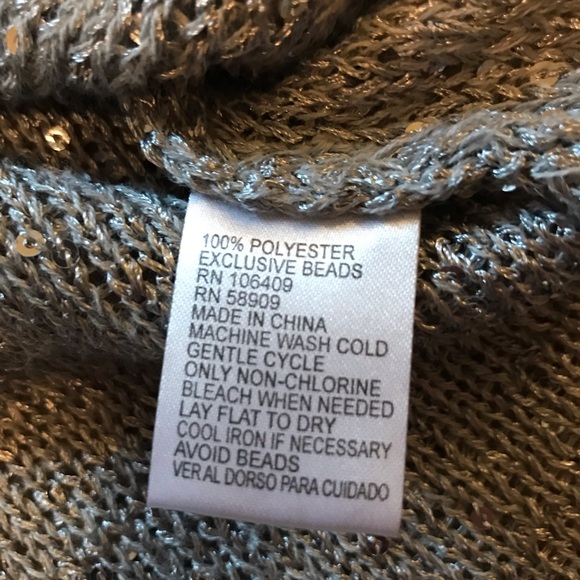 100% POLYESTER
EXCLUSIVE BEADS
RN 106409
RN 58909
MADE IN CHINA
MACHINE WASH COLD
GENTLE CYCLE
ONLY NON-CHLORINE
BLEACH WHEN NEEDED
LAY FLAT TO DRY
COOL IRON IF NECESSARY
AVOID BEADS
VER AL DORSO PARA CUIDADO